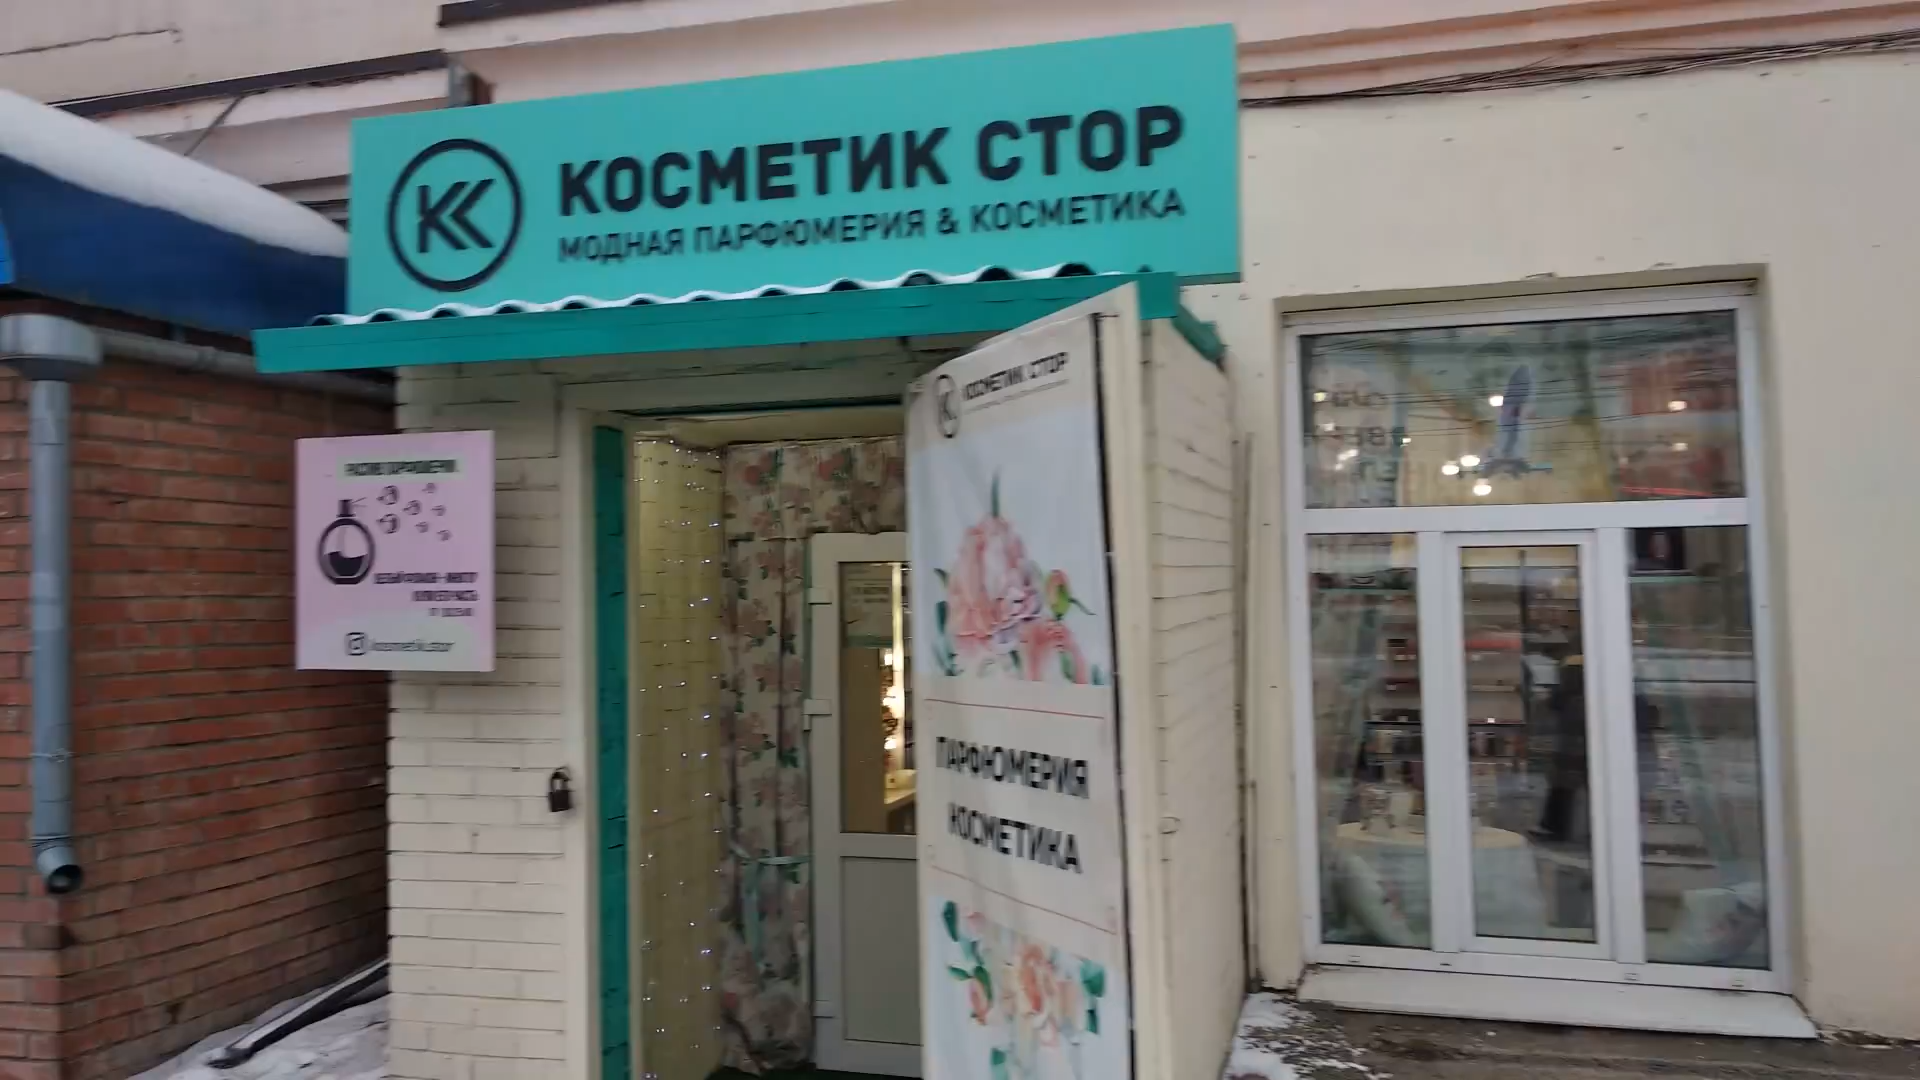 КОСМЕТИК СТОР
МОДНАЯ ПАРФЮМЕРИЯ & КОСМЕТИКА
КОСМЕТИК СТОР
ПАРФЮМЕРИЯ
КОСМЕТИКА
kosmetik.stor